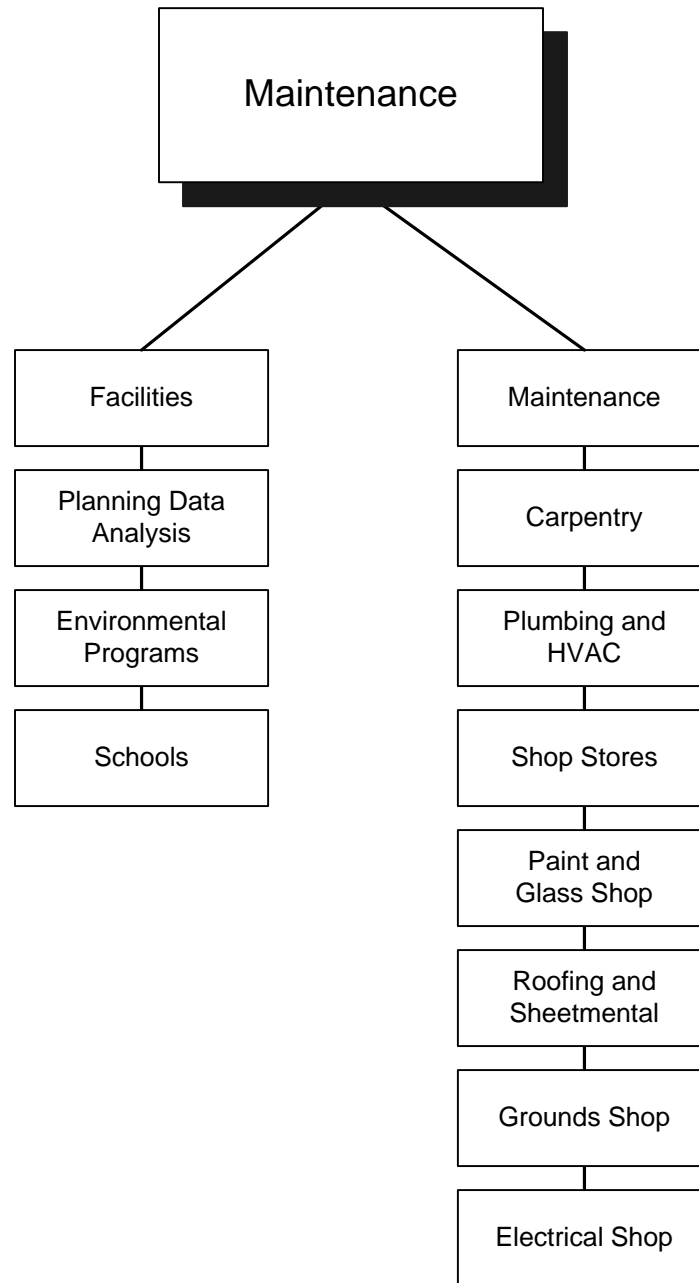 Maintenance
Facilities
Planning Data
Analysis
Environmental
Programs
Schools
Maintenance
Carpentry
Plumbing and
HVAC
Shop Stores
Paint and
Glass Shop
Roofing and
Sheetmental
Grounds Shop
Electrical Shop